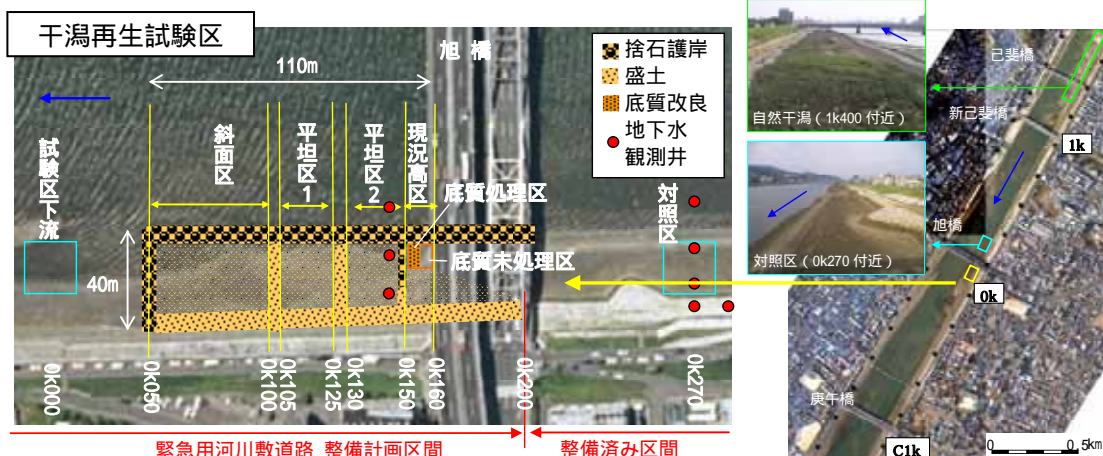 干潟再生試験区
旭 橋
110m
捨石護岸
盛土
底質改良
地下水
観測井
試験区下流
斜面区
平坦区1
平坦区2
現況高区
底質処理区
底質未処理区
対照区
40m
0k000
0k050
0k100
0k105
0k125
0k130
0k150
0k160
0k200
0k270
緊急用河川敷道路 整備計画区間
整備済み区間
自然干潟（1k400 付近）
対照区（0k270 付近）
己斐橋
新己斐橋
1k
旭橋
0k
庚午橋
C1k
0
0.5km